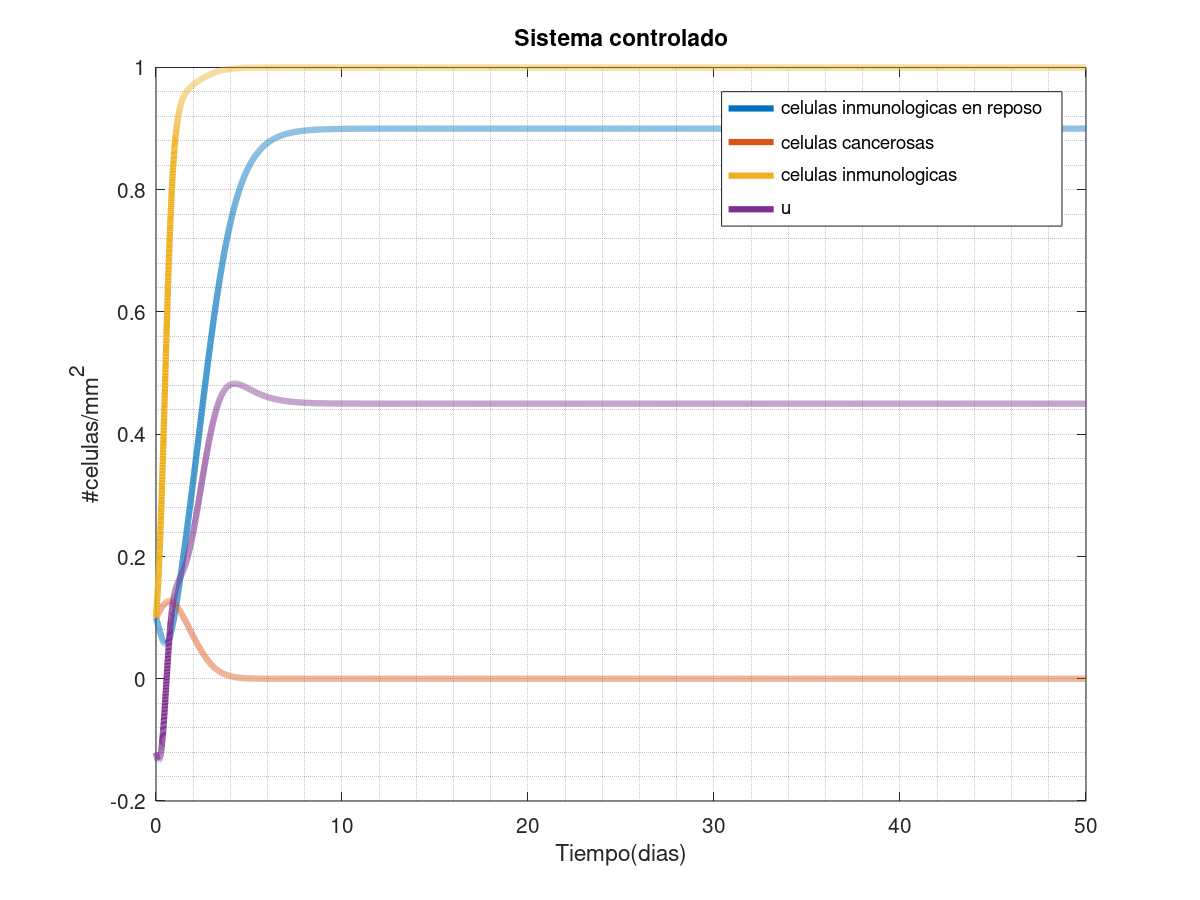 Sistema controlado
1
0.8
0.6
0.4
0.2
0
-0.2
#celulas/mm2
celulas inmunologicas en reposo
celulas cancerosas
celulas inmunologicas
u
0 10 20 30 40 50
Tiempo(dias)